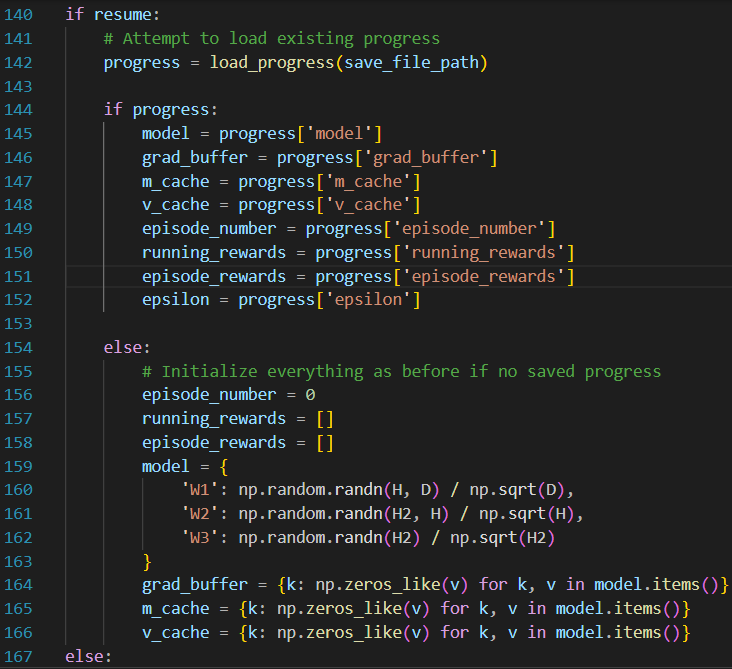 140 if resume:
141     # Attempt to load existing progress
142     progress = load_progress(save_file_path)
143
144     if progress:
145         model = progress['model']
146         grad_buffer = progress['grad_buffer']
147         m_cache = progress['m_cache']
148         v_cache = progress['v_cache']
149         episode_number = progress['episode_number']
150         running_rewards = progress['running_rewards']
151         episode_rewards = progress['episode_rewards']
152         epsilon = progress['epsilon']
153
154     else:
155         # Initialize everything as before if no saved progress
156         episode_number = 0
157         running_rewards = []
158         episode_rewards = []
159         model = {
160             'W1': np.random.randn(H, D) / np.sqrt(D),
161             'W2': np.random.randn(H2, H) / np.sqrt(H),
162             'W3': np.random.randn(H2) / np.sqrt(H2)
163         }
164         grad_buffer = {k: np.zeros_like(v) for k, v in model.items()}
165         m_cache = {k: np.zeros_like(v) for k, v in model.items()}
166         v_cache = {k: np.zeros_like(v) for k, v in model.items()}
167 else: